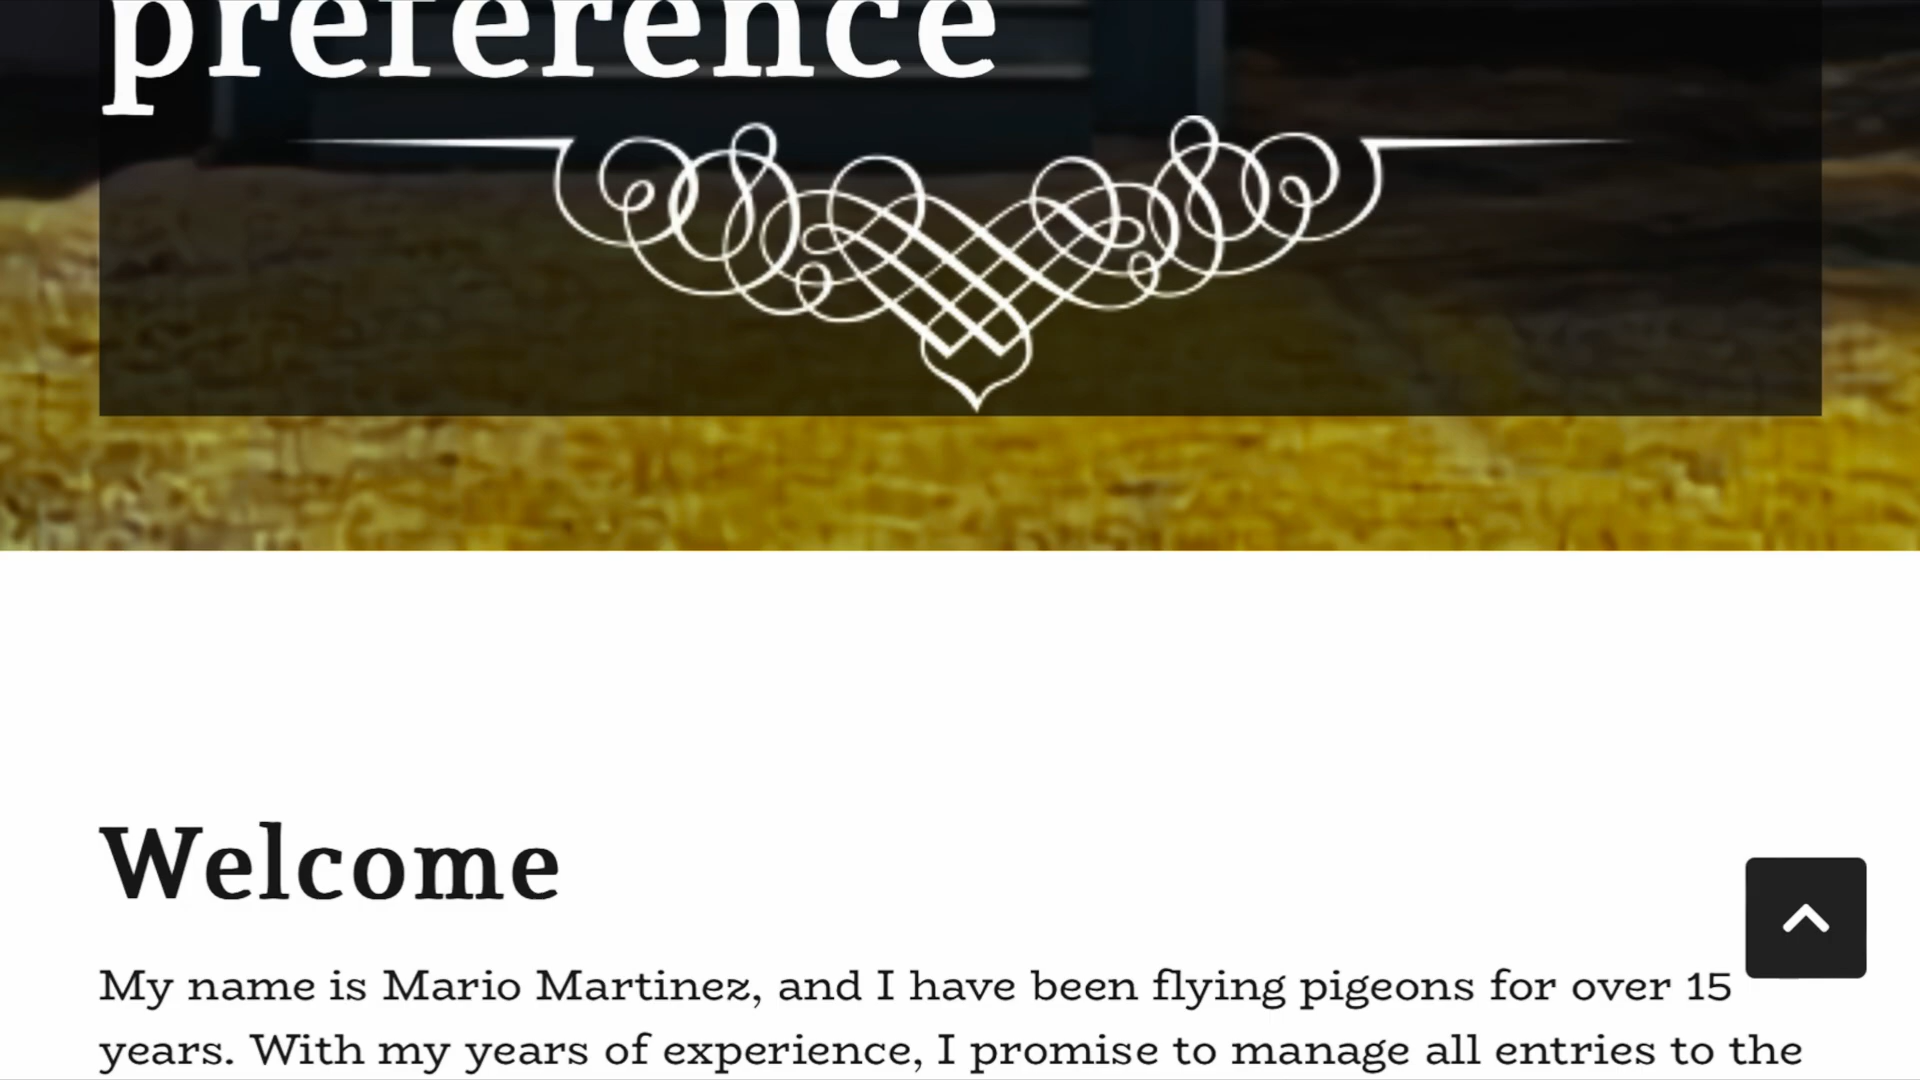 preference
Welcome
My name is Mario Martinez, and I have been flying pigeons for over 15
years. With my years of experience, I promise to manage all entries to the